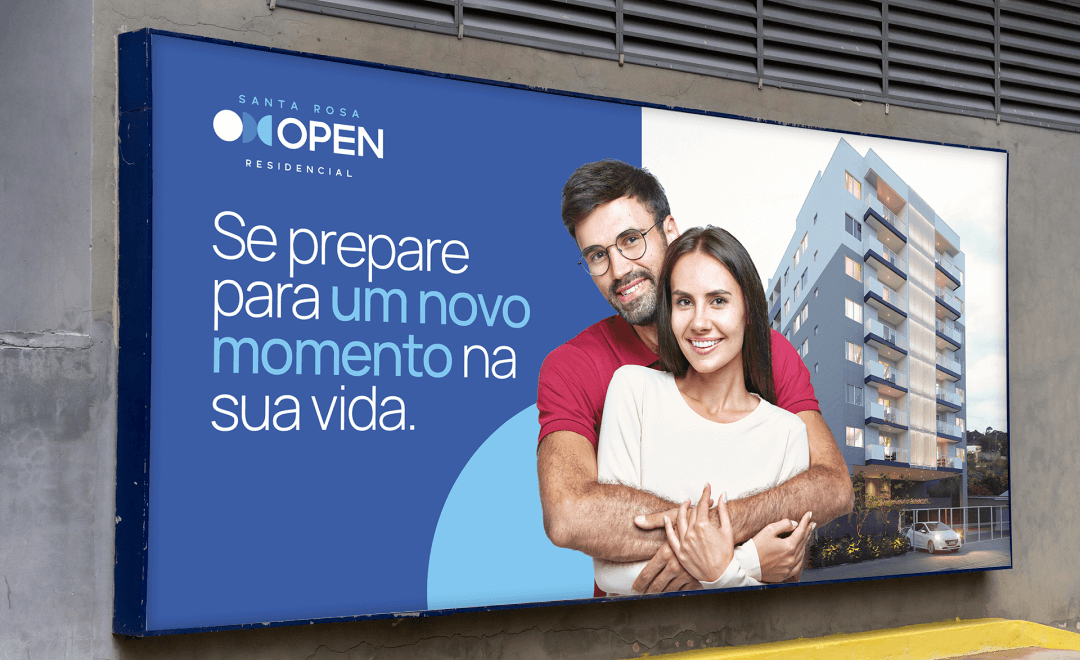 SANTA ROSA
OPEN
RESIDENCIAL
Se prepare
para um novo
momento na
sua vida.